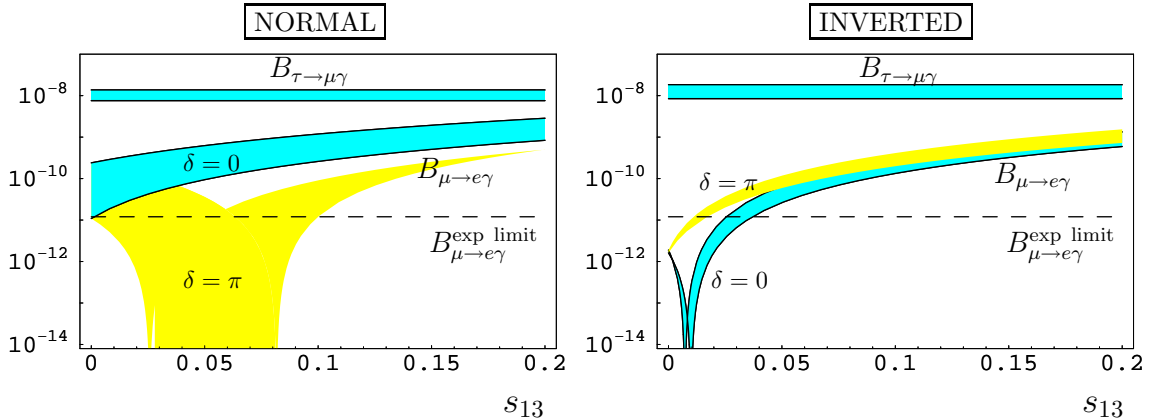 NORMAL
B_{τ→μγ}
10^{-8}
δ = 0
10^{-10}
B_{μ→eγ}
B_{μ→eγ}^{exp limit}
10^{-12}
δ = π
10^{-14}
0 0.05 0.1 0.15 0.2
s_{13}
INVERTED
B_{τ→μγ}
10^{-8}
10^{-10}
δ = π
B_{μ→eγ}
B_{μ→eγ}^{exp limit}
10^{-12}
δ = 0
10^{-14}
0 0.05 0.1 0.15 0.2
s_{13}